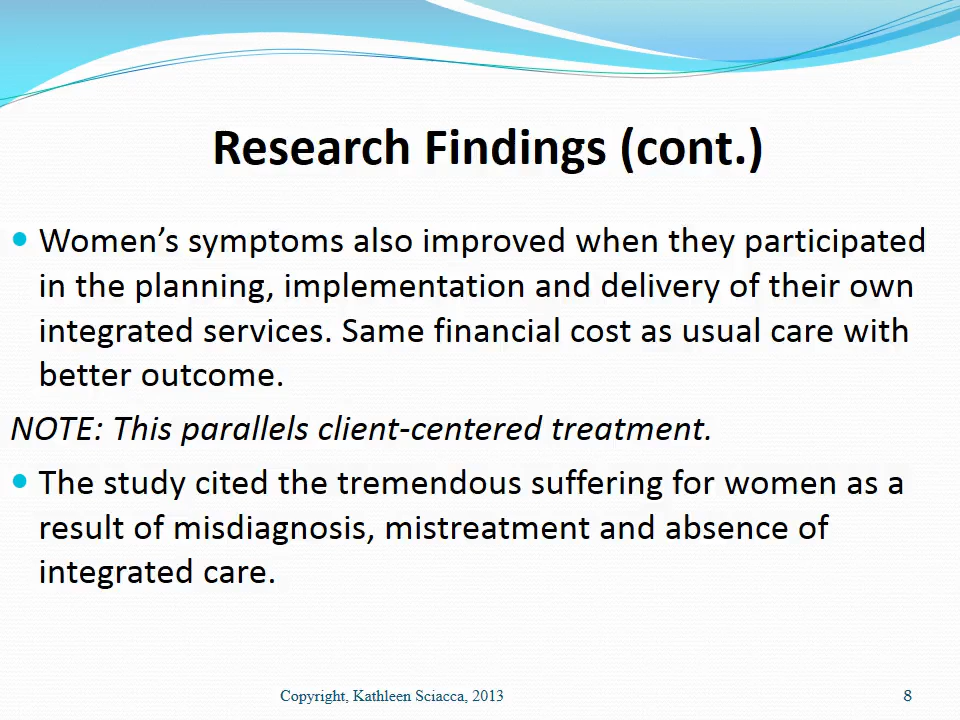 Research Findings (cont.)
• Women’s symptoms also improved when they participated
in the planning, implementation and delivery of their own
integrated services. Same financial cost as usual care with
better outcome.
NOTE: This parallels client-centered treatment.
• The study cited the tremendous suffering for women as a
result of misdiagnosis, mistreatment and absence of
integrated care.
Copyright, Kathleen Sciacca, 2013
8